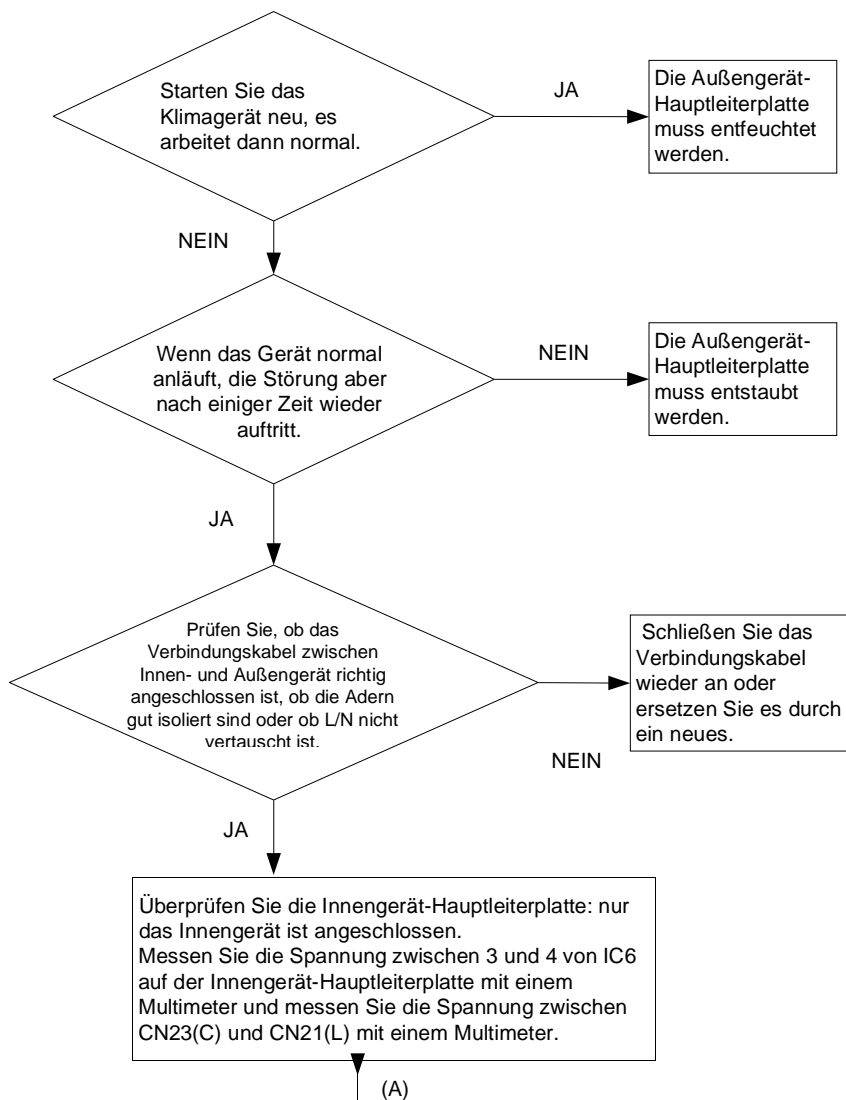 Starten Sie das
Klimagerät neu, es
arbeitet dann normal.
JA
Die Außengerät-
Hauptleiterplatte
muss entfeuchtet
werden.
NEIN
Wenn das Gerät normal
anläuft, die Störung aber
nach einiger Zeit wieder
auftritt.
NEIN
Die Außengerät-
Hauptleiterplatte
muss entstaubt
werden.
JA
Prüfen Sie, ob das
Verbindungskabel zwischen
Innen- und Außengerät richtig
angeschlossen ist, ob die Adern
gut isoliert sind oder ob L/N nicht
vertauscht ist.
NEIN
Schließen Sie das
Verbindungskabel
wieder an oder
ersetzen Sie es durch
ein neues.
JA
Überprüfen Sie die Innengerät-Hauptleiterplatte: nur
das Innengerät ist angeschlossen.
Messen Sie die Spannung zwischen 3 und 4 von IC6
auf der Innengerät-Hauptleiterplatte mit einem
Multimeter und messen Sie die Spannung zwischen
CN23(C) und CN21(L) mit einem Multimeter.
(A)